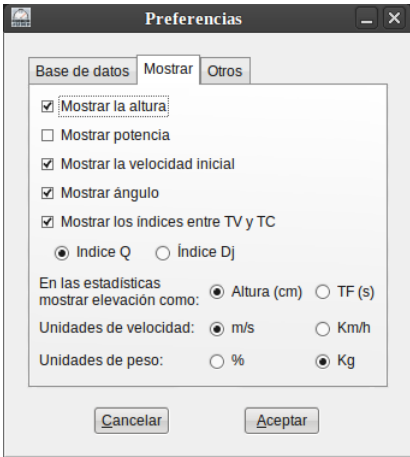 Preferencias
Base de datos Mostrar Otros
Mostrar la altura
Mostrar potencia
Mostrar la velocidad inicial
Mostrar ángulo
Mostrar los índices entre TV y TC
Indice Q Índice Dj
En las estadísticas
mostrar elevación como: Altura (cm) TF (s)
Unidades de velocidad: m/s Km/h
Unidades de peso: % Kg
Cancelar Aceptar